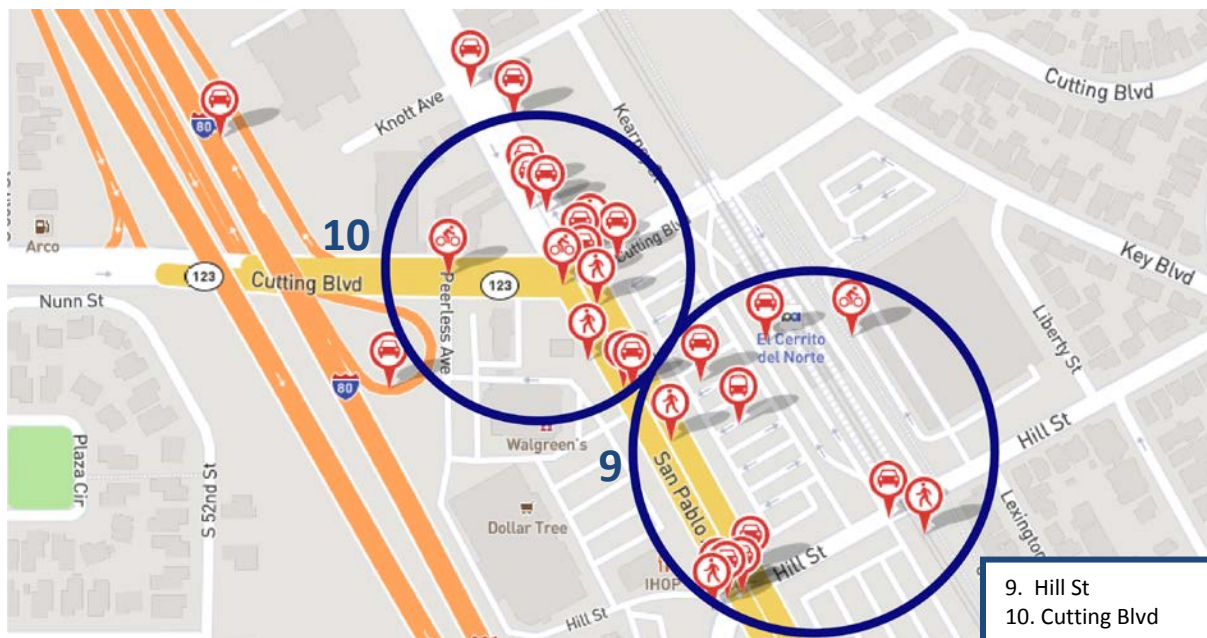 Knott Ave
Kearney St
Cutting Blvd
80
10
Arco
Cutting Blvd
Key Blvd
123
Cutting Blvd
123
Nunn St
Peerless Ave
El Cerrito
del Norte
Liberty St
80
Walgreen's
9
Hill St
Plaza Cir
S 52nd St
San Pablo
Dollar Tree
Lexington
IHOP
Hill St
Hill St
9. Hill St
10. Cutting Blvd